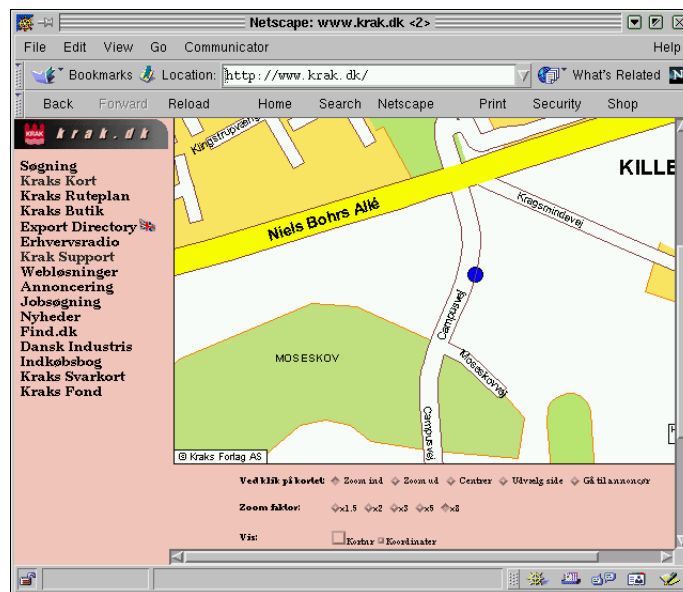 Netscape: www.krak.dk <2>
File Edit View Go Communicator Help
Bookmarks Location: http://www.krak.dk/ What's Related N
Back Forward Reload Home Search Netscape Print Security Shop
KRAK krak.dk
Søgning
Kraks Kort
Kraks Ruteplan
Kraks Butik
Export Directory
Erhvervsradio
Krak Support
Webløsninger
Annoncering
Jobsøgning
Nyheder
Find.dk
Dansk Industris
Indkøbsbog
Kraks Svarkort
Kraks Fond
Klingstrupvænge
KILLE
Kragsmindevej
Niels Bohrs Allé
Campusvej
MOSESKOV
Moseskovvej
Campusvej
H
© Kraks Forlag AS
Ved klik på kortet: Zoom ind Zoom ud Centrer Udvælg side Gå til annoncør
Zoom faktor: x1.5 x2 x3 x5 x8
Vis: Kortnr Koordinater